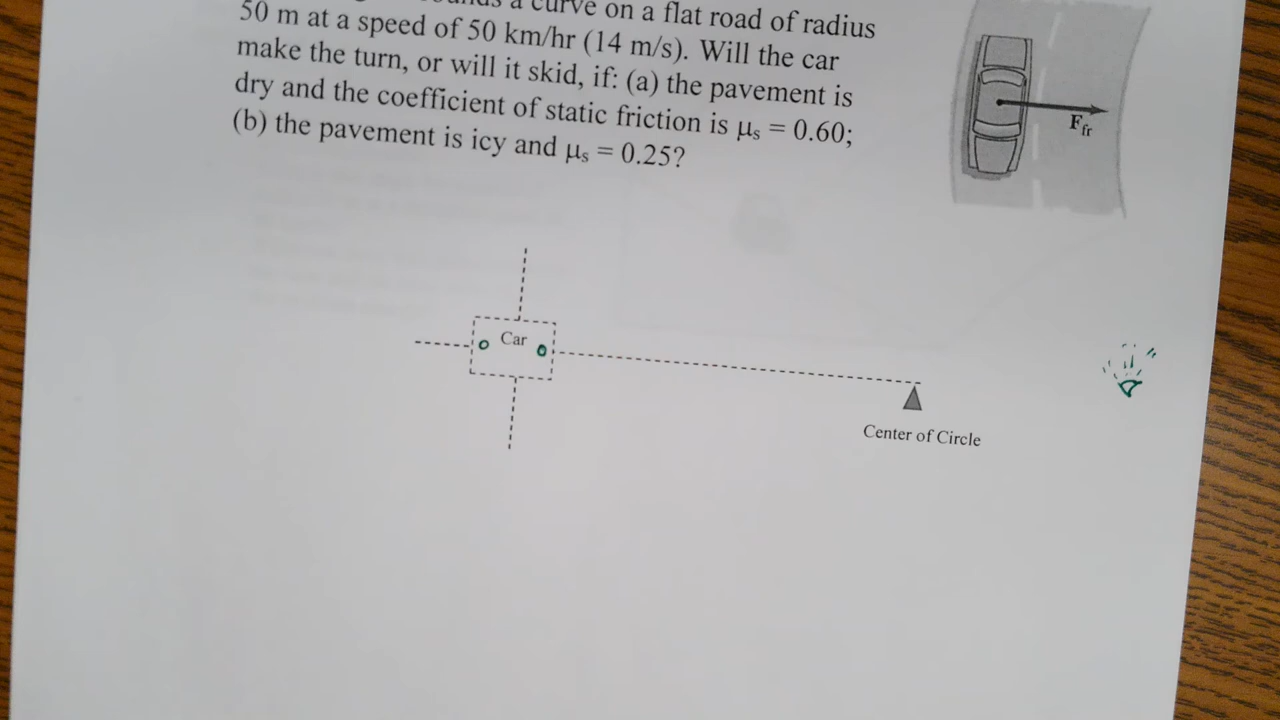 a curve on a flat road of radius
50 m at a speed of 50 km/hr (14 m/s). Will the car
make the turn, or will it skid, if: (a) the pavement is
dry and the coefficient of static friction is μs = 0.60;
(b) the pavement is icy and μs = 0.25?
Ffr
Car
Center of Circle